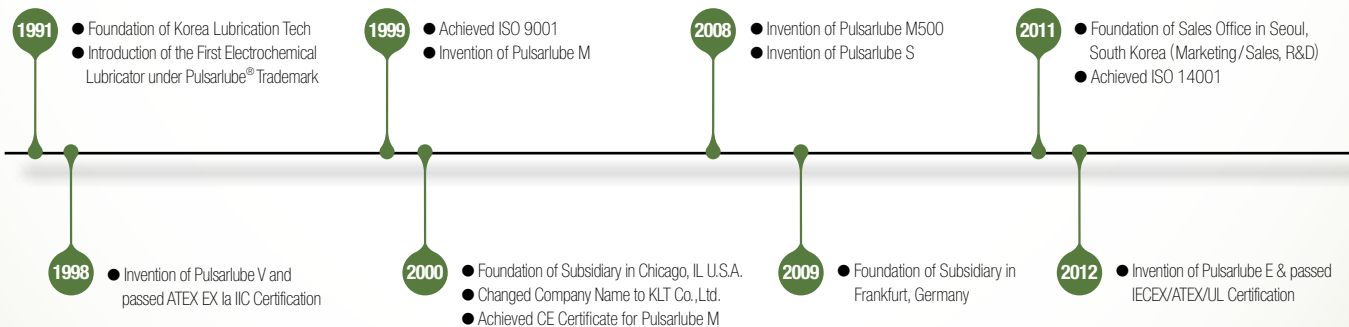 1991
● Foundation of Korea Lubrication Tech
● Introduction of the First Electrochemical
Lubricator under Pulsarlube® Trademark
1998
● Invention of Pulsarlube V and
passed ATEX EX Ia IIC Certification
1999
● Achieved ISO 9001
● Invention of Pulsarlube M
2000
● Foundation of Subsidiary in Chicago, IL U.S.A.
● Changed Company Name to KLT Co.,Ltd.
● Achieved CE Certificate for Pulsarlube M
2008
● Invention of Pulsarlube M500
● Invention of Pulsarlube S
2009
● Foundation of Subsidiary in
Frankfurt, Germany
2011
● Foundation of Sales Office in Seoul,
South Korea (Marketing/Sales, R&D)
● Achieved ISO 14001
2012
● Invention of Pulsarlube E & passed
IECEX/ATEX/UL Certification